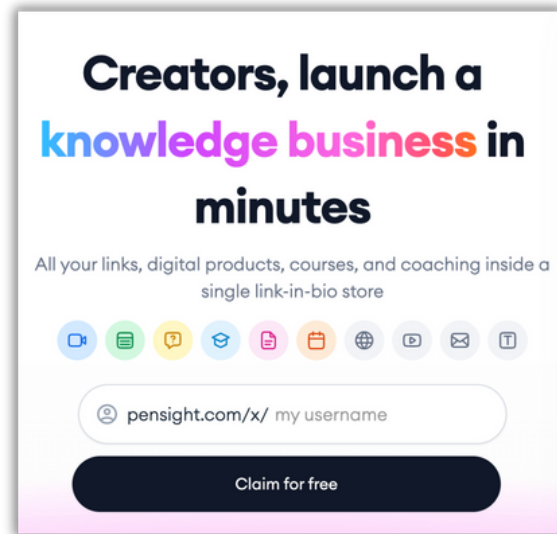 Creators, launch a
knowledge business in
minutes
All your links, digital products, courses, and coaching inside a
single link-in-bio store
?
T
pensight.com/x/ my username
Claim for free